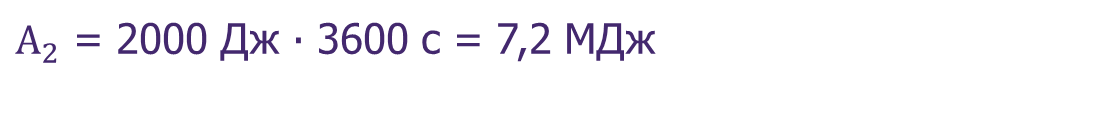 A₂ = 2000 Дж · 3600 с = 7,2 МДж